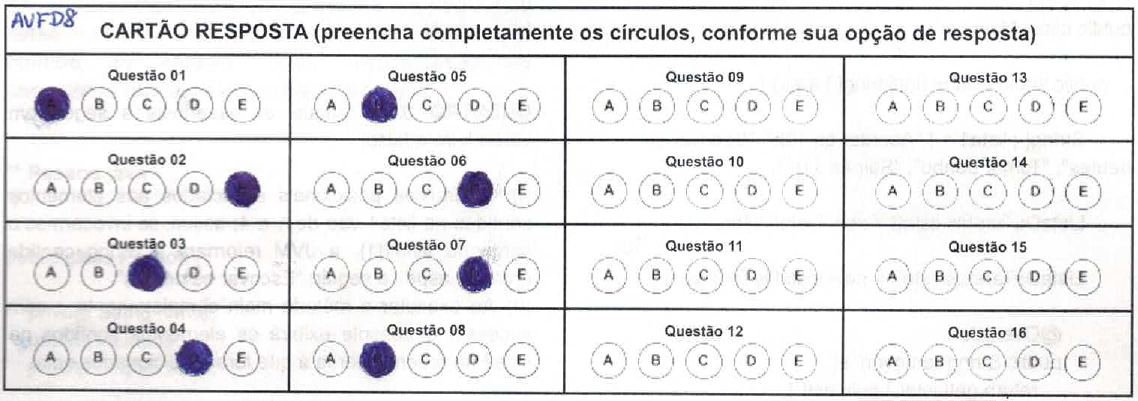 AVFD8
CARTÃO RESPOSTA (preencha completamente os círculos, conforme sua opção de resposta)
Questão 01
A B C D E
Questão 02
A B C D E
Questão 03
A B C D E
Questão 04
A B C D E
Questão 05
A B C D E
Questão 06
A B C D E
Questão 07
A B C D E
Questão 08
A B C D E
Questão 09
A B C D E
Questão 10
A B C D E
Questão 11
A B C D E
Questão 12
A B C D E
Questão 13
A B C D E
Questão 14
A B C D E
Questão 15
A B C D E
Questão 16
A B C D E